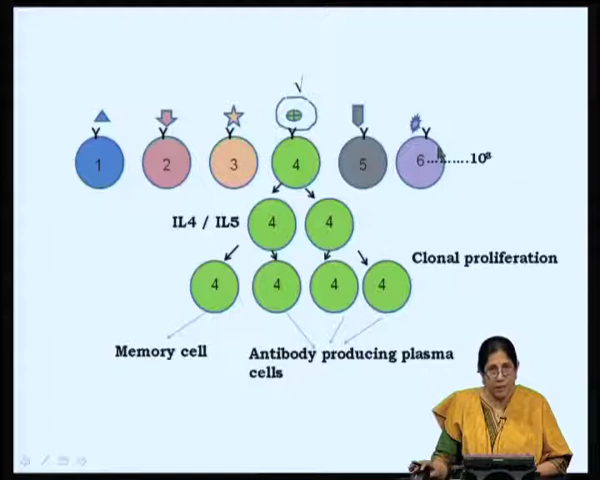 1
2
3
4
5
6.........10⁸
IL4 / IL5
4
4
Clonal proliferation
4
4
4
4
Memory cell
Antibody producing plasma
cells